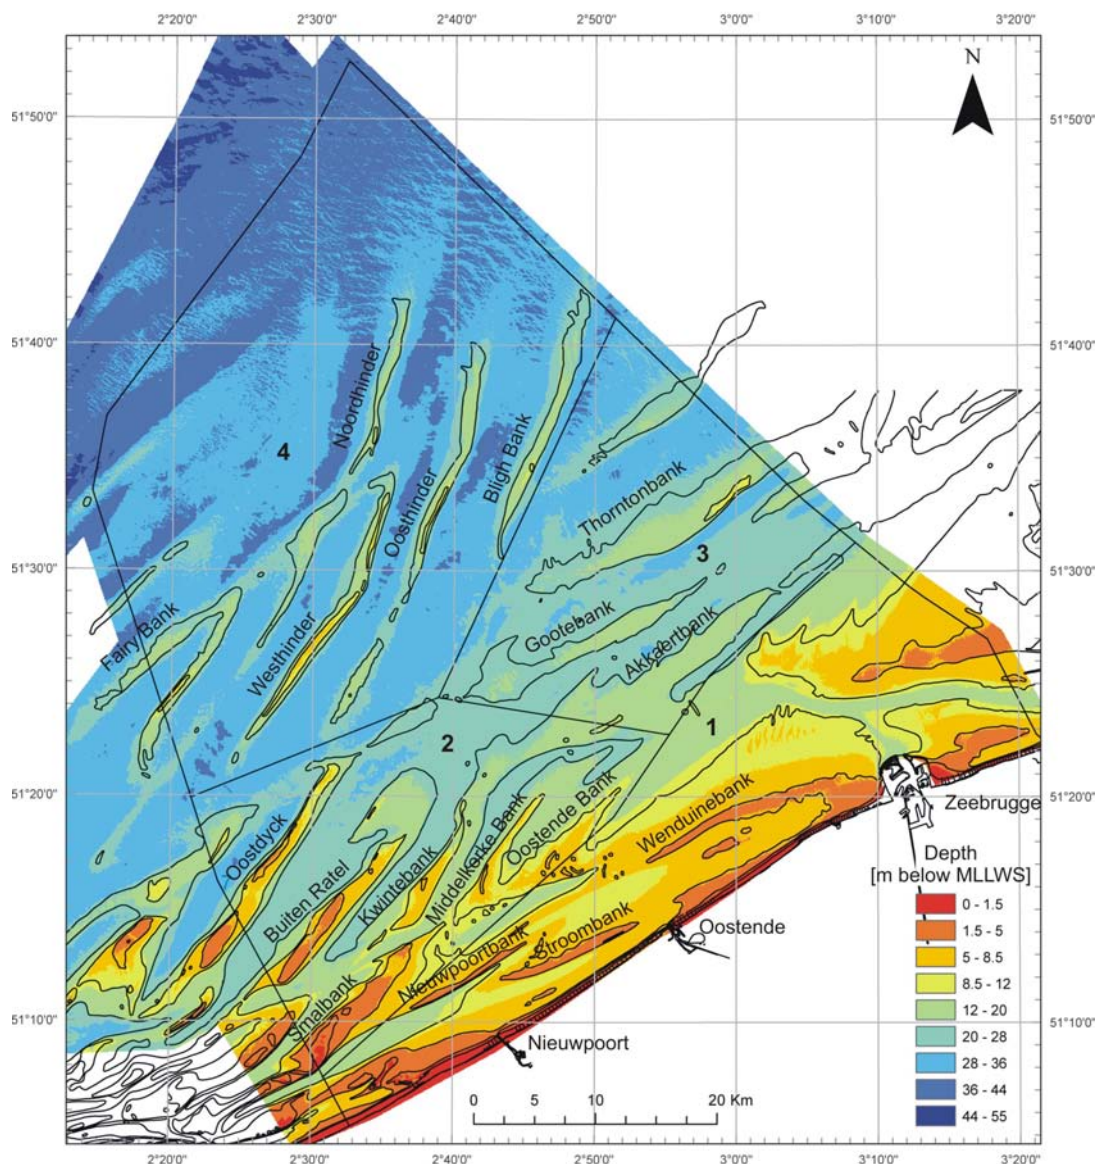 2°20'0" 2°30'0" 2°40'0" 2°50'0" 3°0'0" 3°10'0" 3°20'0"
N
51°50'0" 51°50'0"
51°40'0" 51°40'0"
Noordhinder
4
Bligh Bank
Oosthinder
Thorntonbank
3
51°30'0" 51°30'0"
Fairy Bank
Westhinder
Gootebank
Akkaertbank
2
1
51°20'0" 51°20'0"
Zeebrugge
Oostdyck
Buiten Ratel
Kwintebank
Middelkerke Bank
Oostende Bank
Wenduinebank
Stroombank
Nieuwpoortbank
Smalbank
Oostende
Nieuwpoort
51°10'0" 51°10'0"
Depth
[m below MLLWS]
0 - 1.5
1.5 - 5
5 - 8.5
8.5 - 12
12 - 20
20 - 28
28 - 36
36 - 44
44 - 55
0 5 10 20 Km
2°20'0" 2°30'0" 2°40'0" 2°50'0" 3°0'0" 3°10'0" 3°20'0"